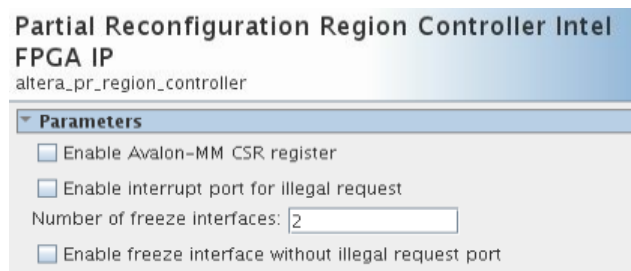 Partial Reconfiguration Region Controller Intel
FPGA IP
altera_pr_region_controller
Parameters
Enable Avalon-MM CSR register
Enable interrupt port for illegal request
Number of freeze interfaces: 2
Enable freeze interface without illegal request port